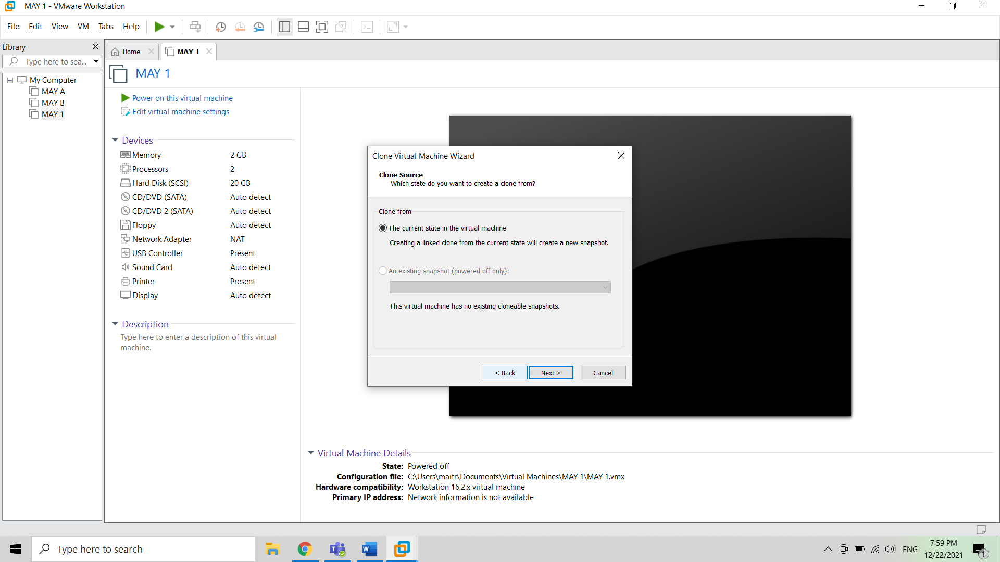 MAY 1 - VMware Workstation
File Edit View VM Tabs Help
Library
Type here to sea...
My Computer
MAY A
MAY B
MAY 1
Home
MAY 1
MAY 1
Power on this virtual machine
Edit virtual machine settings
Devices
Memory 2 GB
Processors 2
Hard Disk (SCSI) 20 GB
CD/DVD (SATA) Auto detect
CD/DVD 2 (SATA) Auto detect
Floppy Auto detect
Network Adapter NAT
USB Controller Present
Sound Card Auto detect
Printer Present
Display Auto detect
Description
Type here to enter a description of this virtual
machine.
Clone Virtual Machine Wizard
Clone Source
Which state do you want to create a clone from?
Clone from
The current state in the virtual machine
Creating a linked clone from the current state will create a new snapshot.
An existing snapshot (powered off only):
This virtual machine has no existing cloneable snapshots.
< Back Next > Cancel
Virtual Machine Details
State: Powered off
Configuration file: C:\Users\maitr\Documents\Virtual Machines\MAY 1\MAY 1.vmx
Hardware compatibility: Workstation 16.2.x virtual machine
Primary IP address: Network information is not available
Type here to search
ENG
7:59 PM
12/22/2021
1